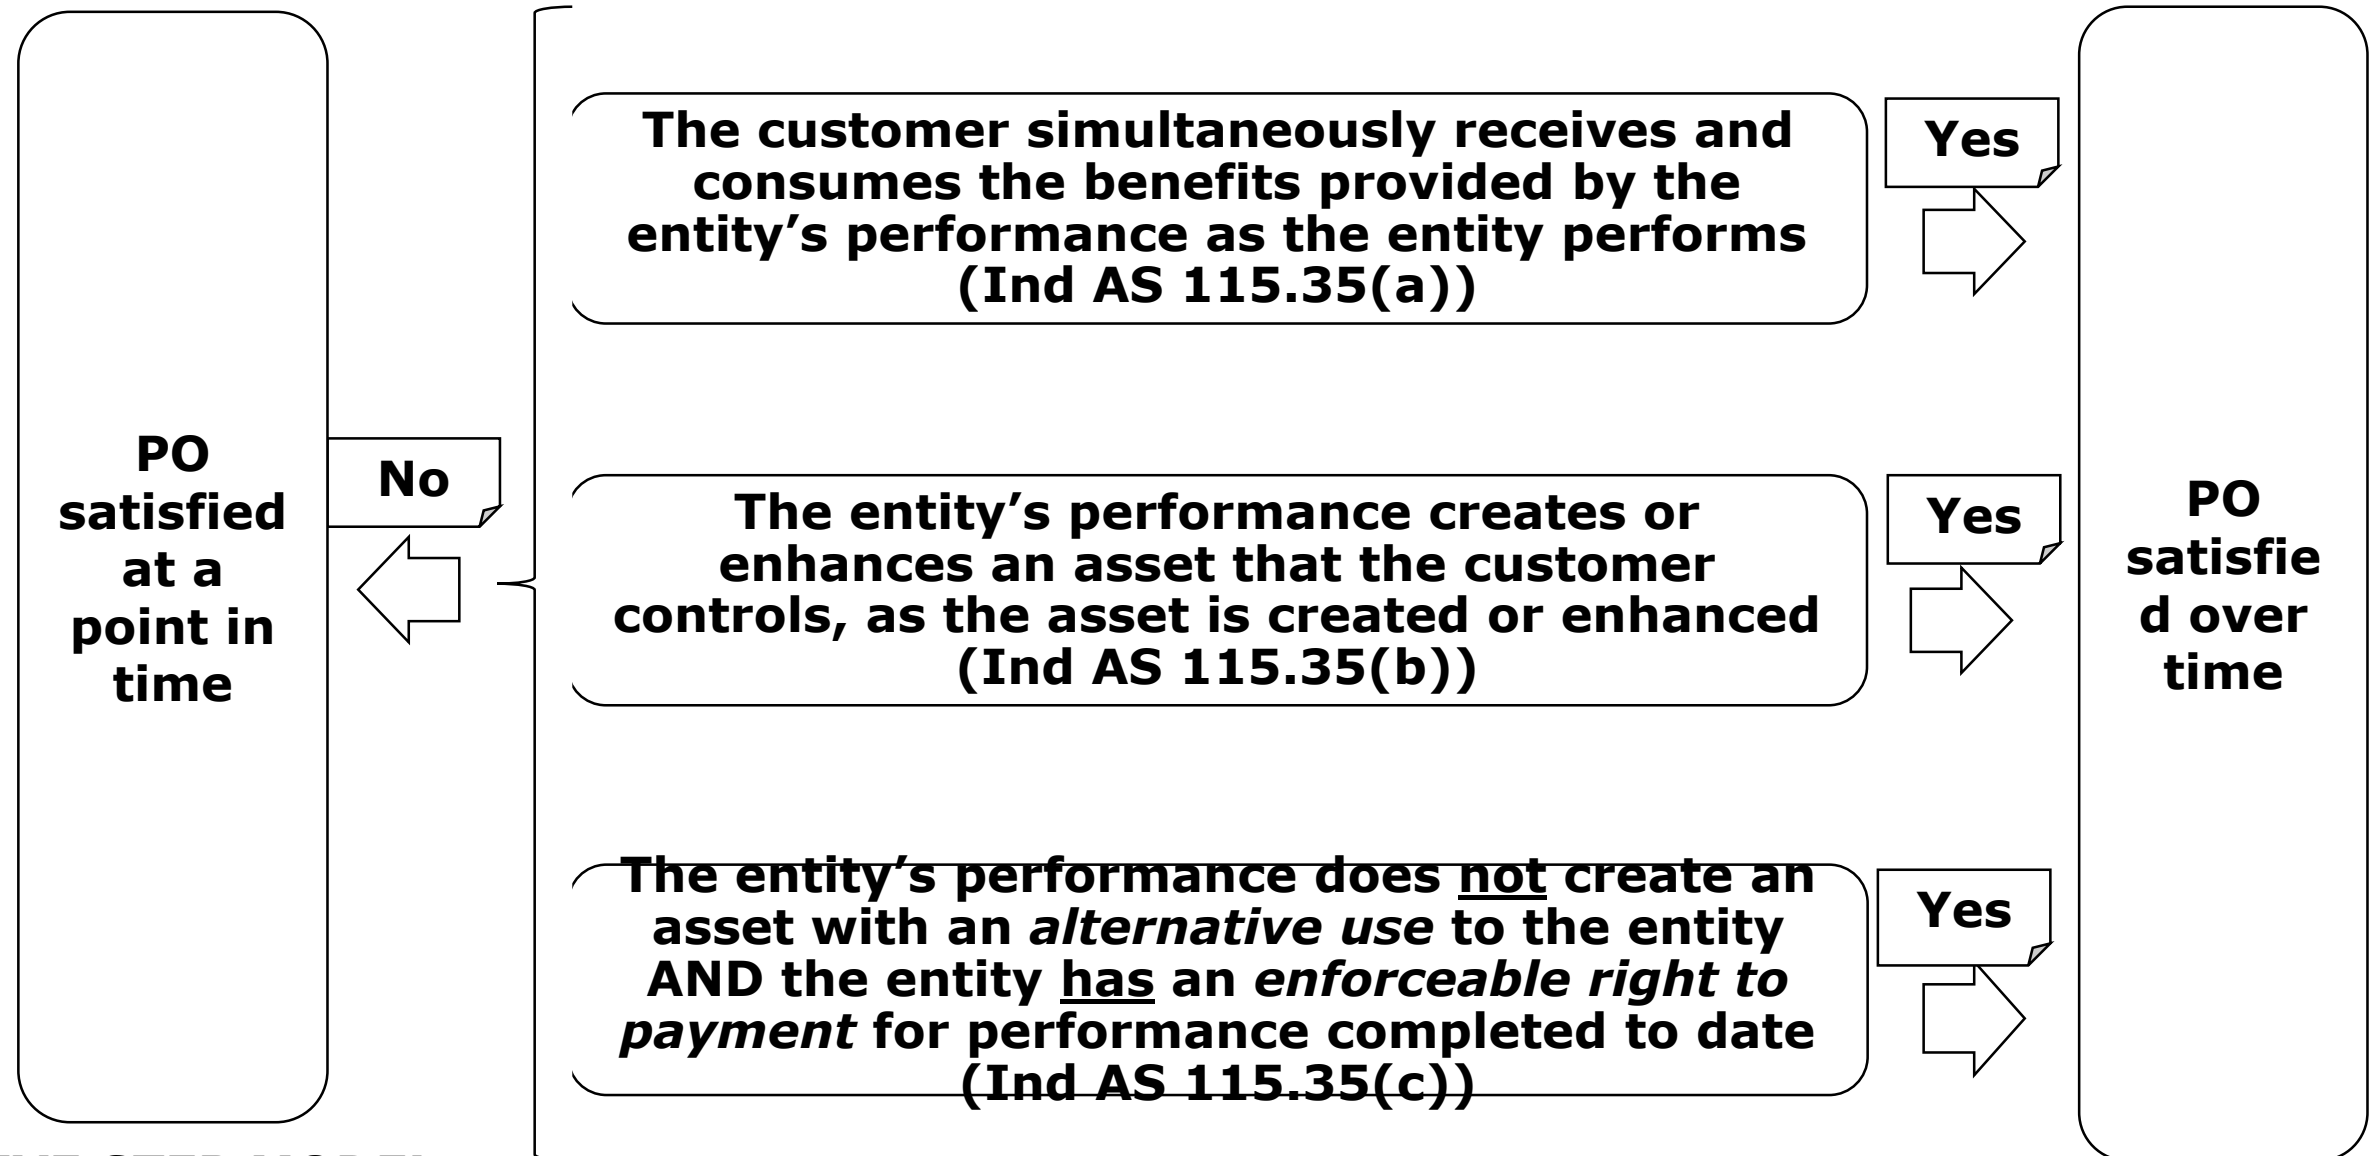 PO
satisfied
at a
point in
time
No
The customer simultaneously receives and
consumes the benefits provided by the
entity’s performance as the entity performs
(Ind AS 115.35(a))
Yes
The entity’s performance creates or
enhances an asset that the customer
controls, as the asset is created or enhanced
(Ind AS 115.35(b))
Yes
The entity’s performance does not create an
asset with an alternative use to the entity
AND the entity has an enforceable right to
payment for performance completed to date
(Ind AS 115.35(c))
Yes
PO
satisfie
d over
time